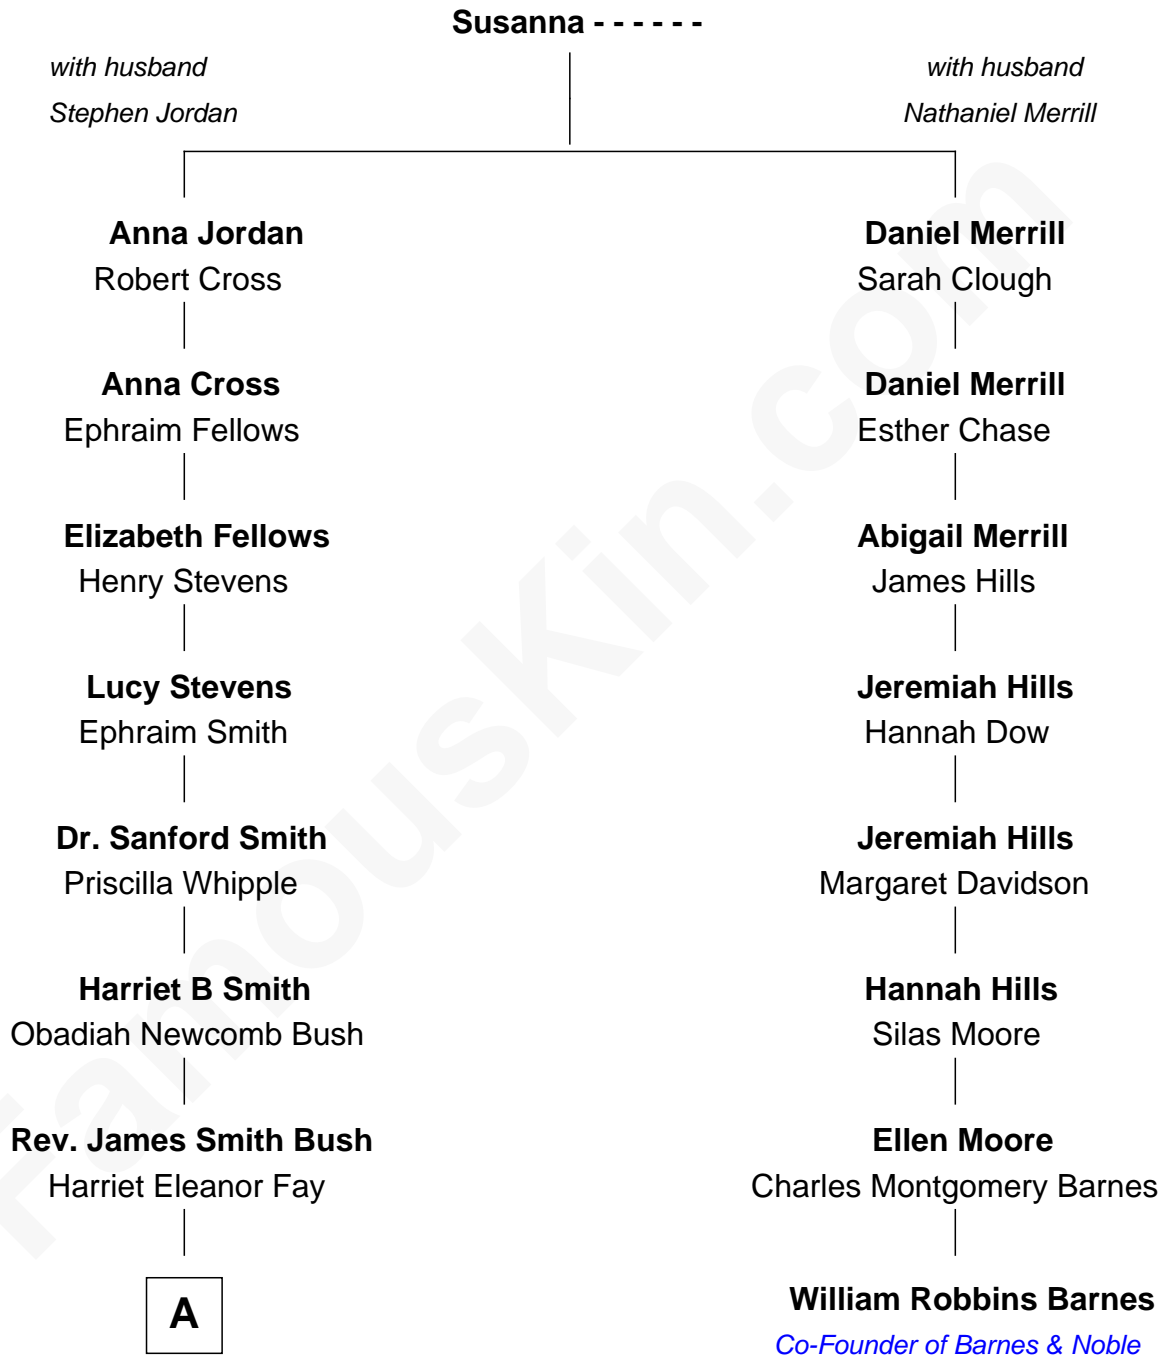 Susanna - - - - - -
with husband
Stephen Jordan
with husband
Nathaniel Merrill
Anna Jordan
Robert Cross
Daniel Merrill
Sarah Clough
Anna Cross
Ephraim Fellows
Daniel Merrill
Esther Chase
Elizabeth Fellows
Henry Stevens
Abigail Merrill
James Hills
Lucy Stevens
Ephraim Smith
Jeremiah Hills
Hannah Dow
Dr. Sanford Smith
Priscilla Whipple
Jeremiah Hills
Margaret Davidson
Harriet B Smith
Obadiah Newcomb Bush
Hannah Hills
Silas Moore
Rev. James Smith Bush
Harriet Eleanor Fay
Ellen Moore
Charles Montgomery Barnes
A
William Robbins Barnes
Co-Founder of Barnes & Noble
FamousKin.com